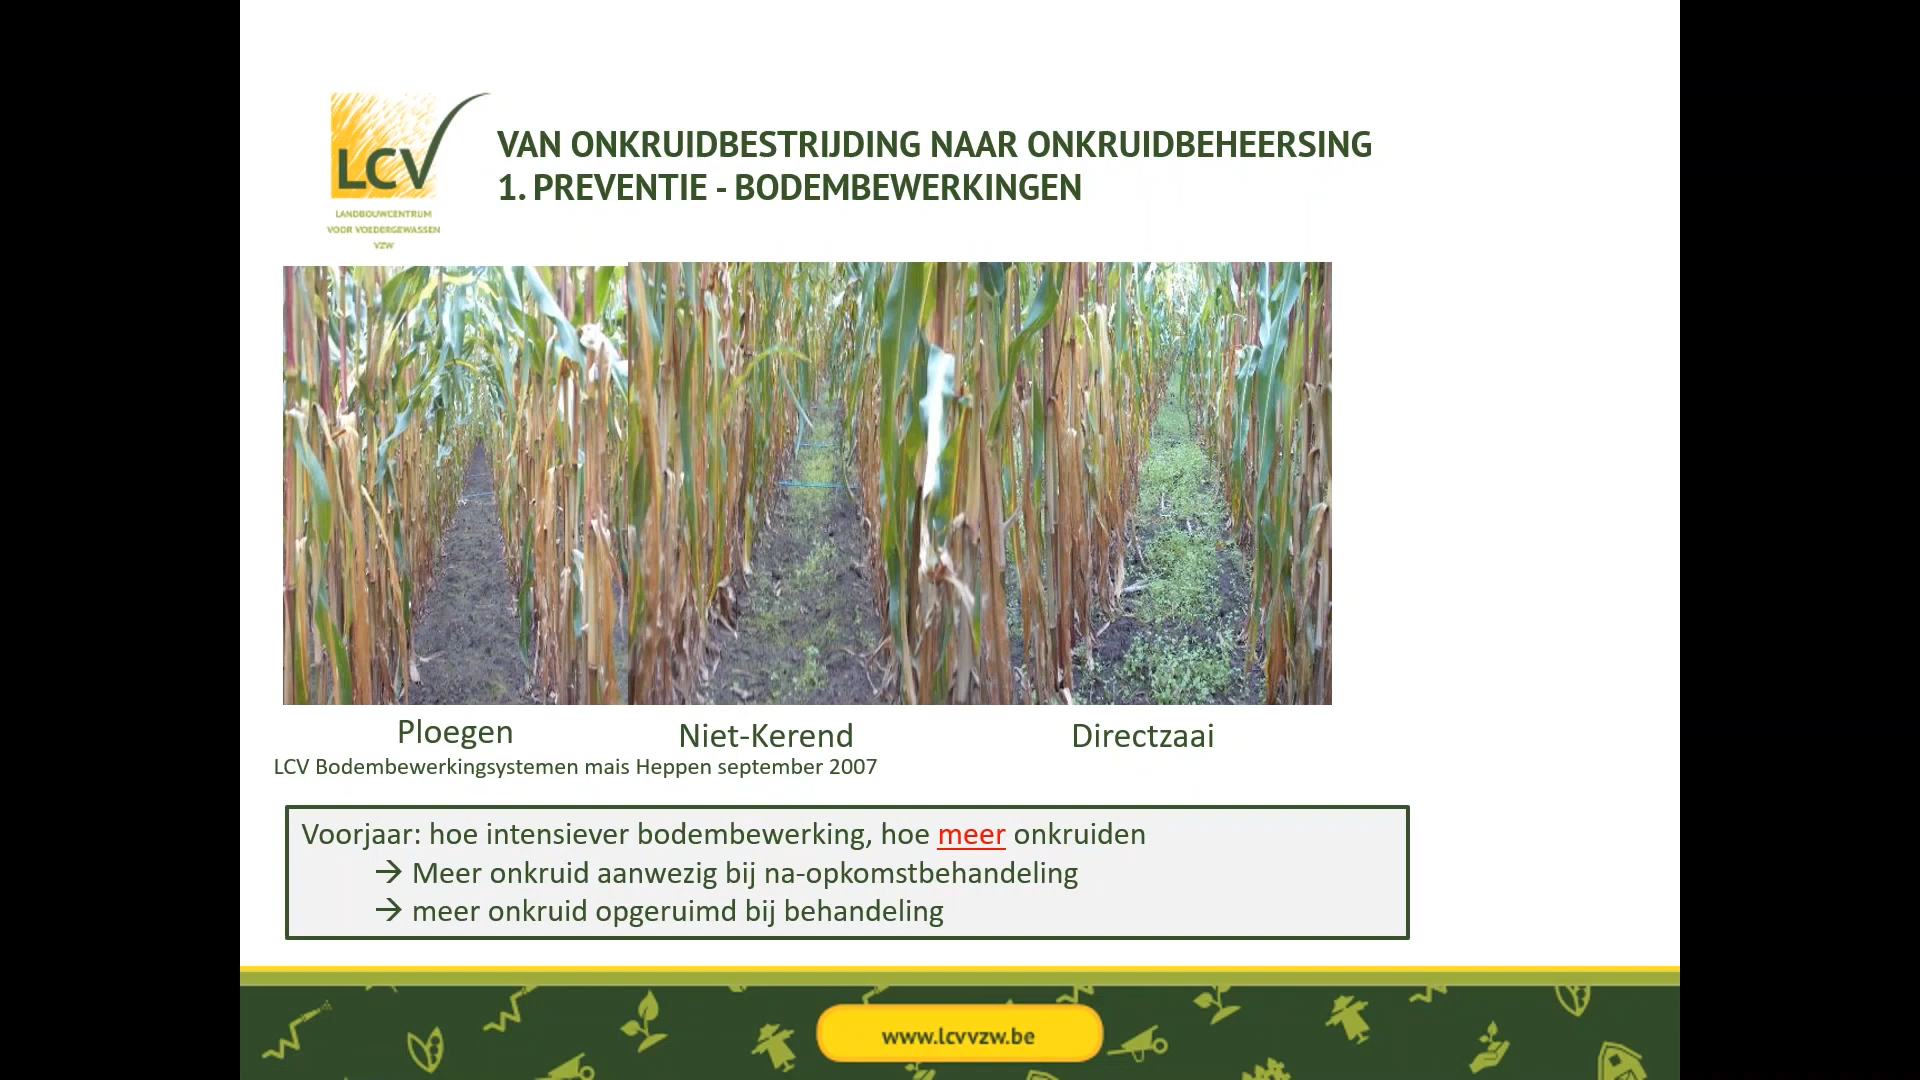 LCV
LANDBOUWCENTRUM
VOOR VOEDERGEWASSEN
VZW
VAN ONKRUIDBESTRIJDING NAAR ONKRUIDBEHEERSING
1. PREVENTIE - BODEMBEWERKINGEN
Ploegen
Niet-Kerend
Directzaai
LCV Bodembewerkingsystemen mais Heppen september 2007
Voorjaar: hoe intensiever bodembewerking, hoe meer onkruiden
→ Meer onkruid aanwezig bij na-opkomstbehandeling
→ meer onkruid opgeruimd bij behandeling
www.lcvvzw.be